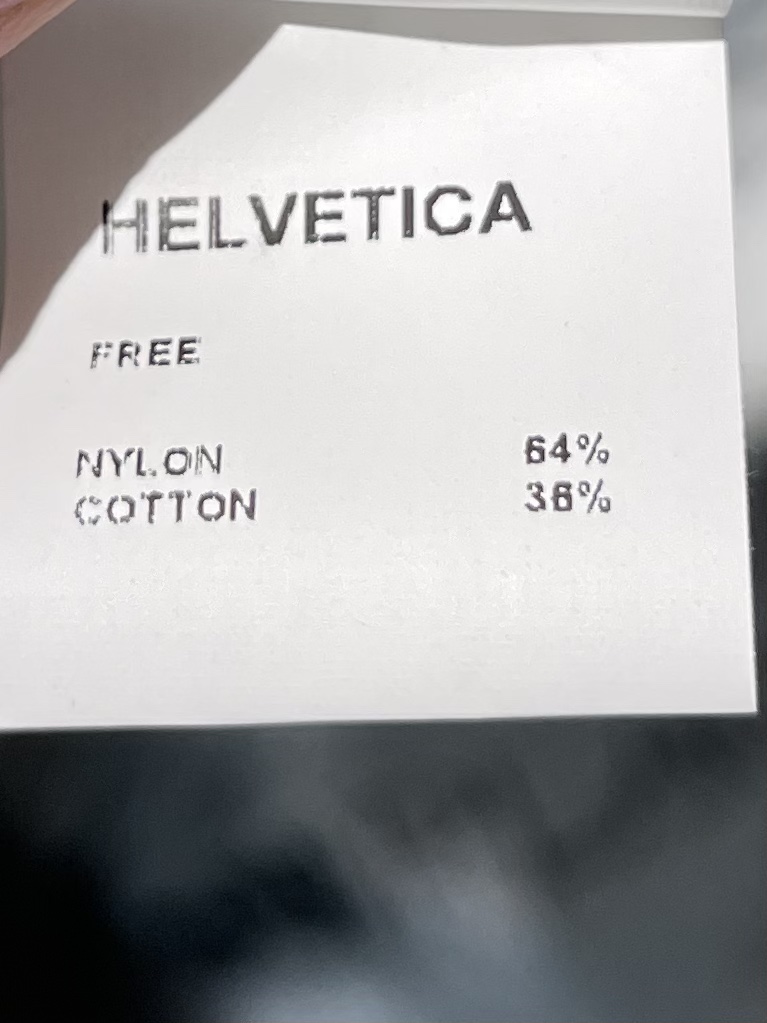 HELVETICA
FREE
NYLON 64%
COTTON 36%